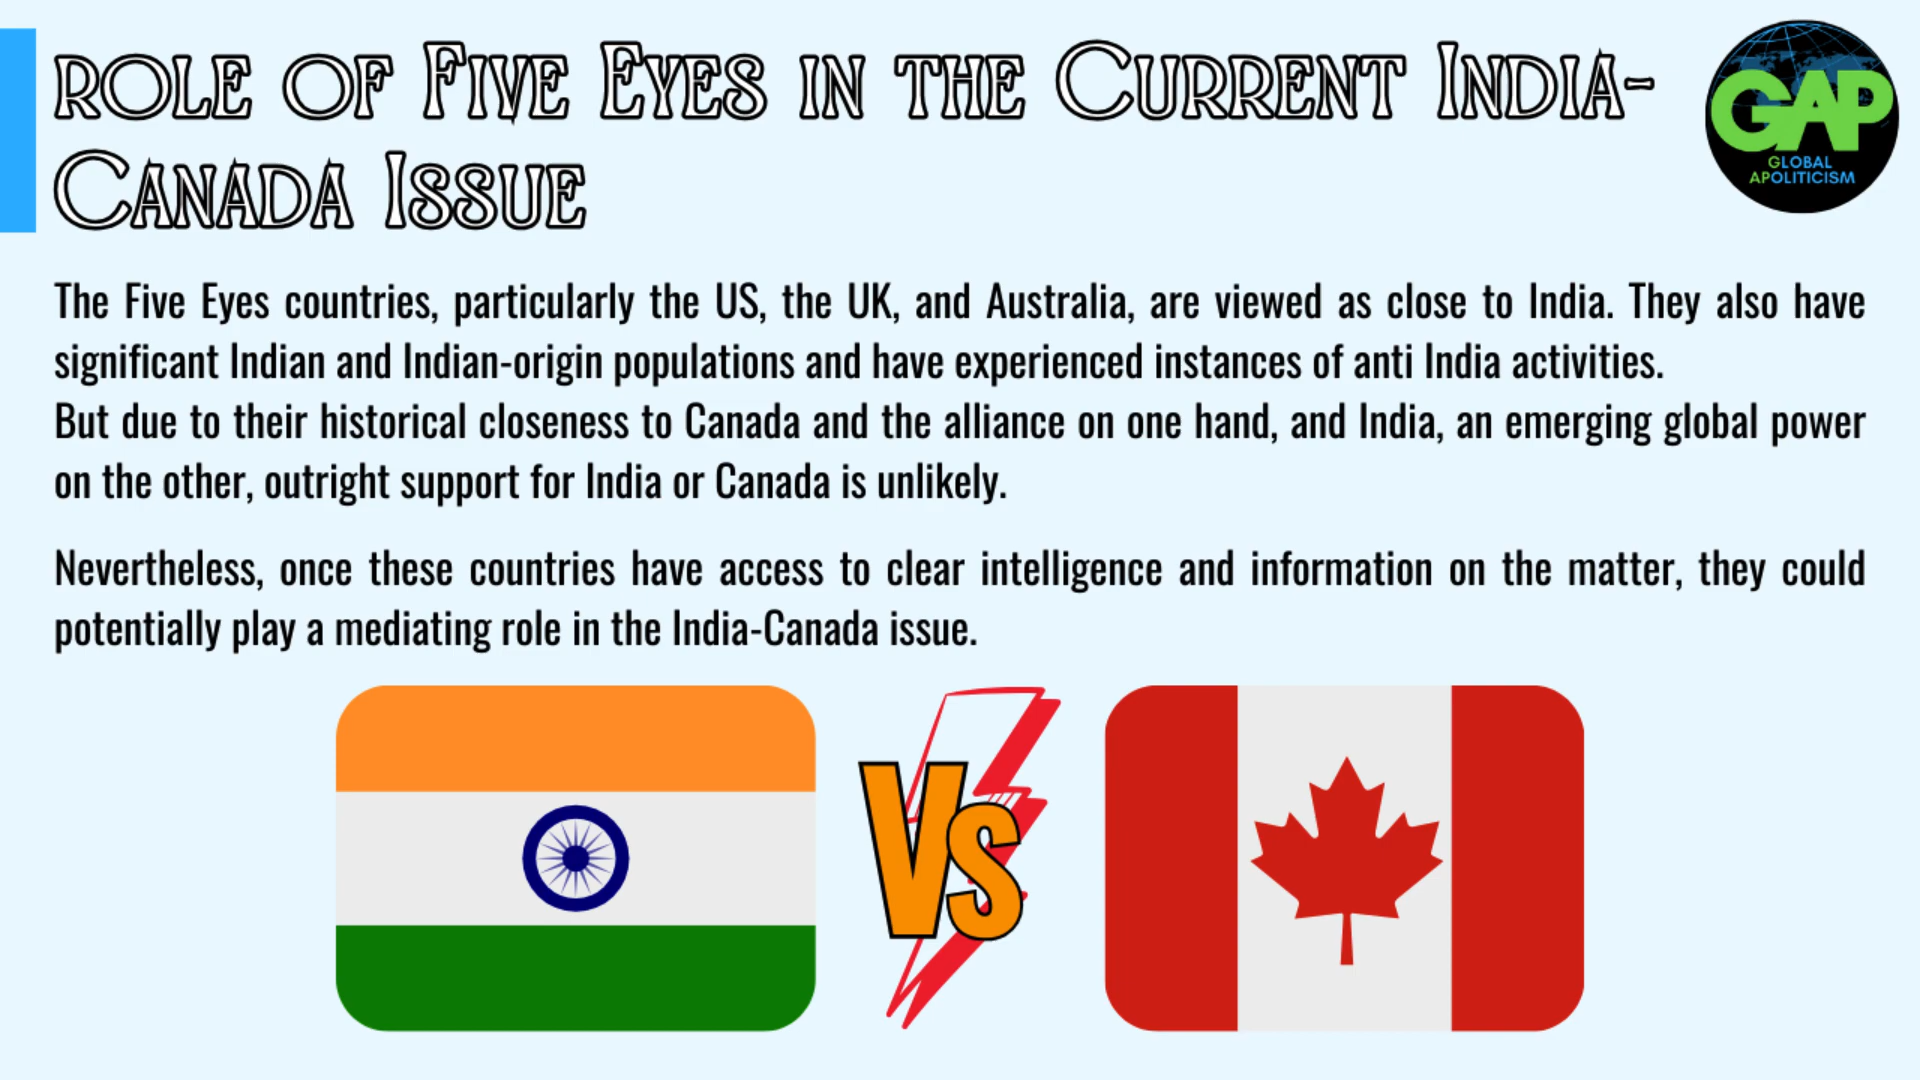 ROLE OF FIVE EYES IN THE CURRENT INDIA-
CANADA ISSUE
GAP
GLOBAL
APOLITICISM
The Five Eyes countries, particularly the US, the UK, and Australia, are viewed as close to India. They also have
significant Indian and Indian-origin populations and have experienced instances of anti India activities.
But due to their historical closeness to Canada and the alliance on one hand, and India, an emerging global power
on the other, outright support for India or Canada is unlikely.
Nevertheless, once these countries have access to clear intelligence and information on the matter, they could
potentially play a mediating role in the India-Canada issue.
VS